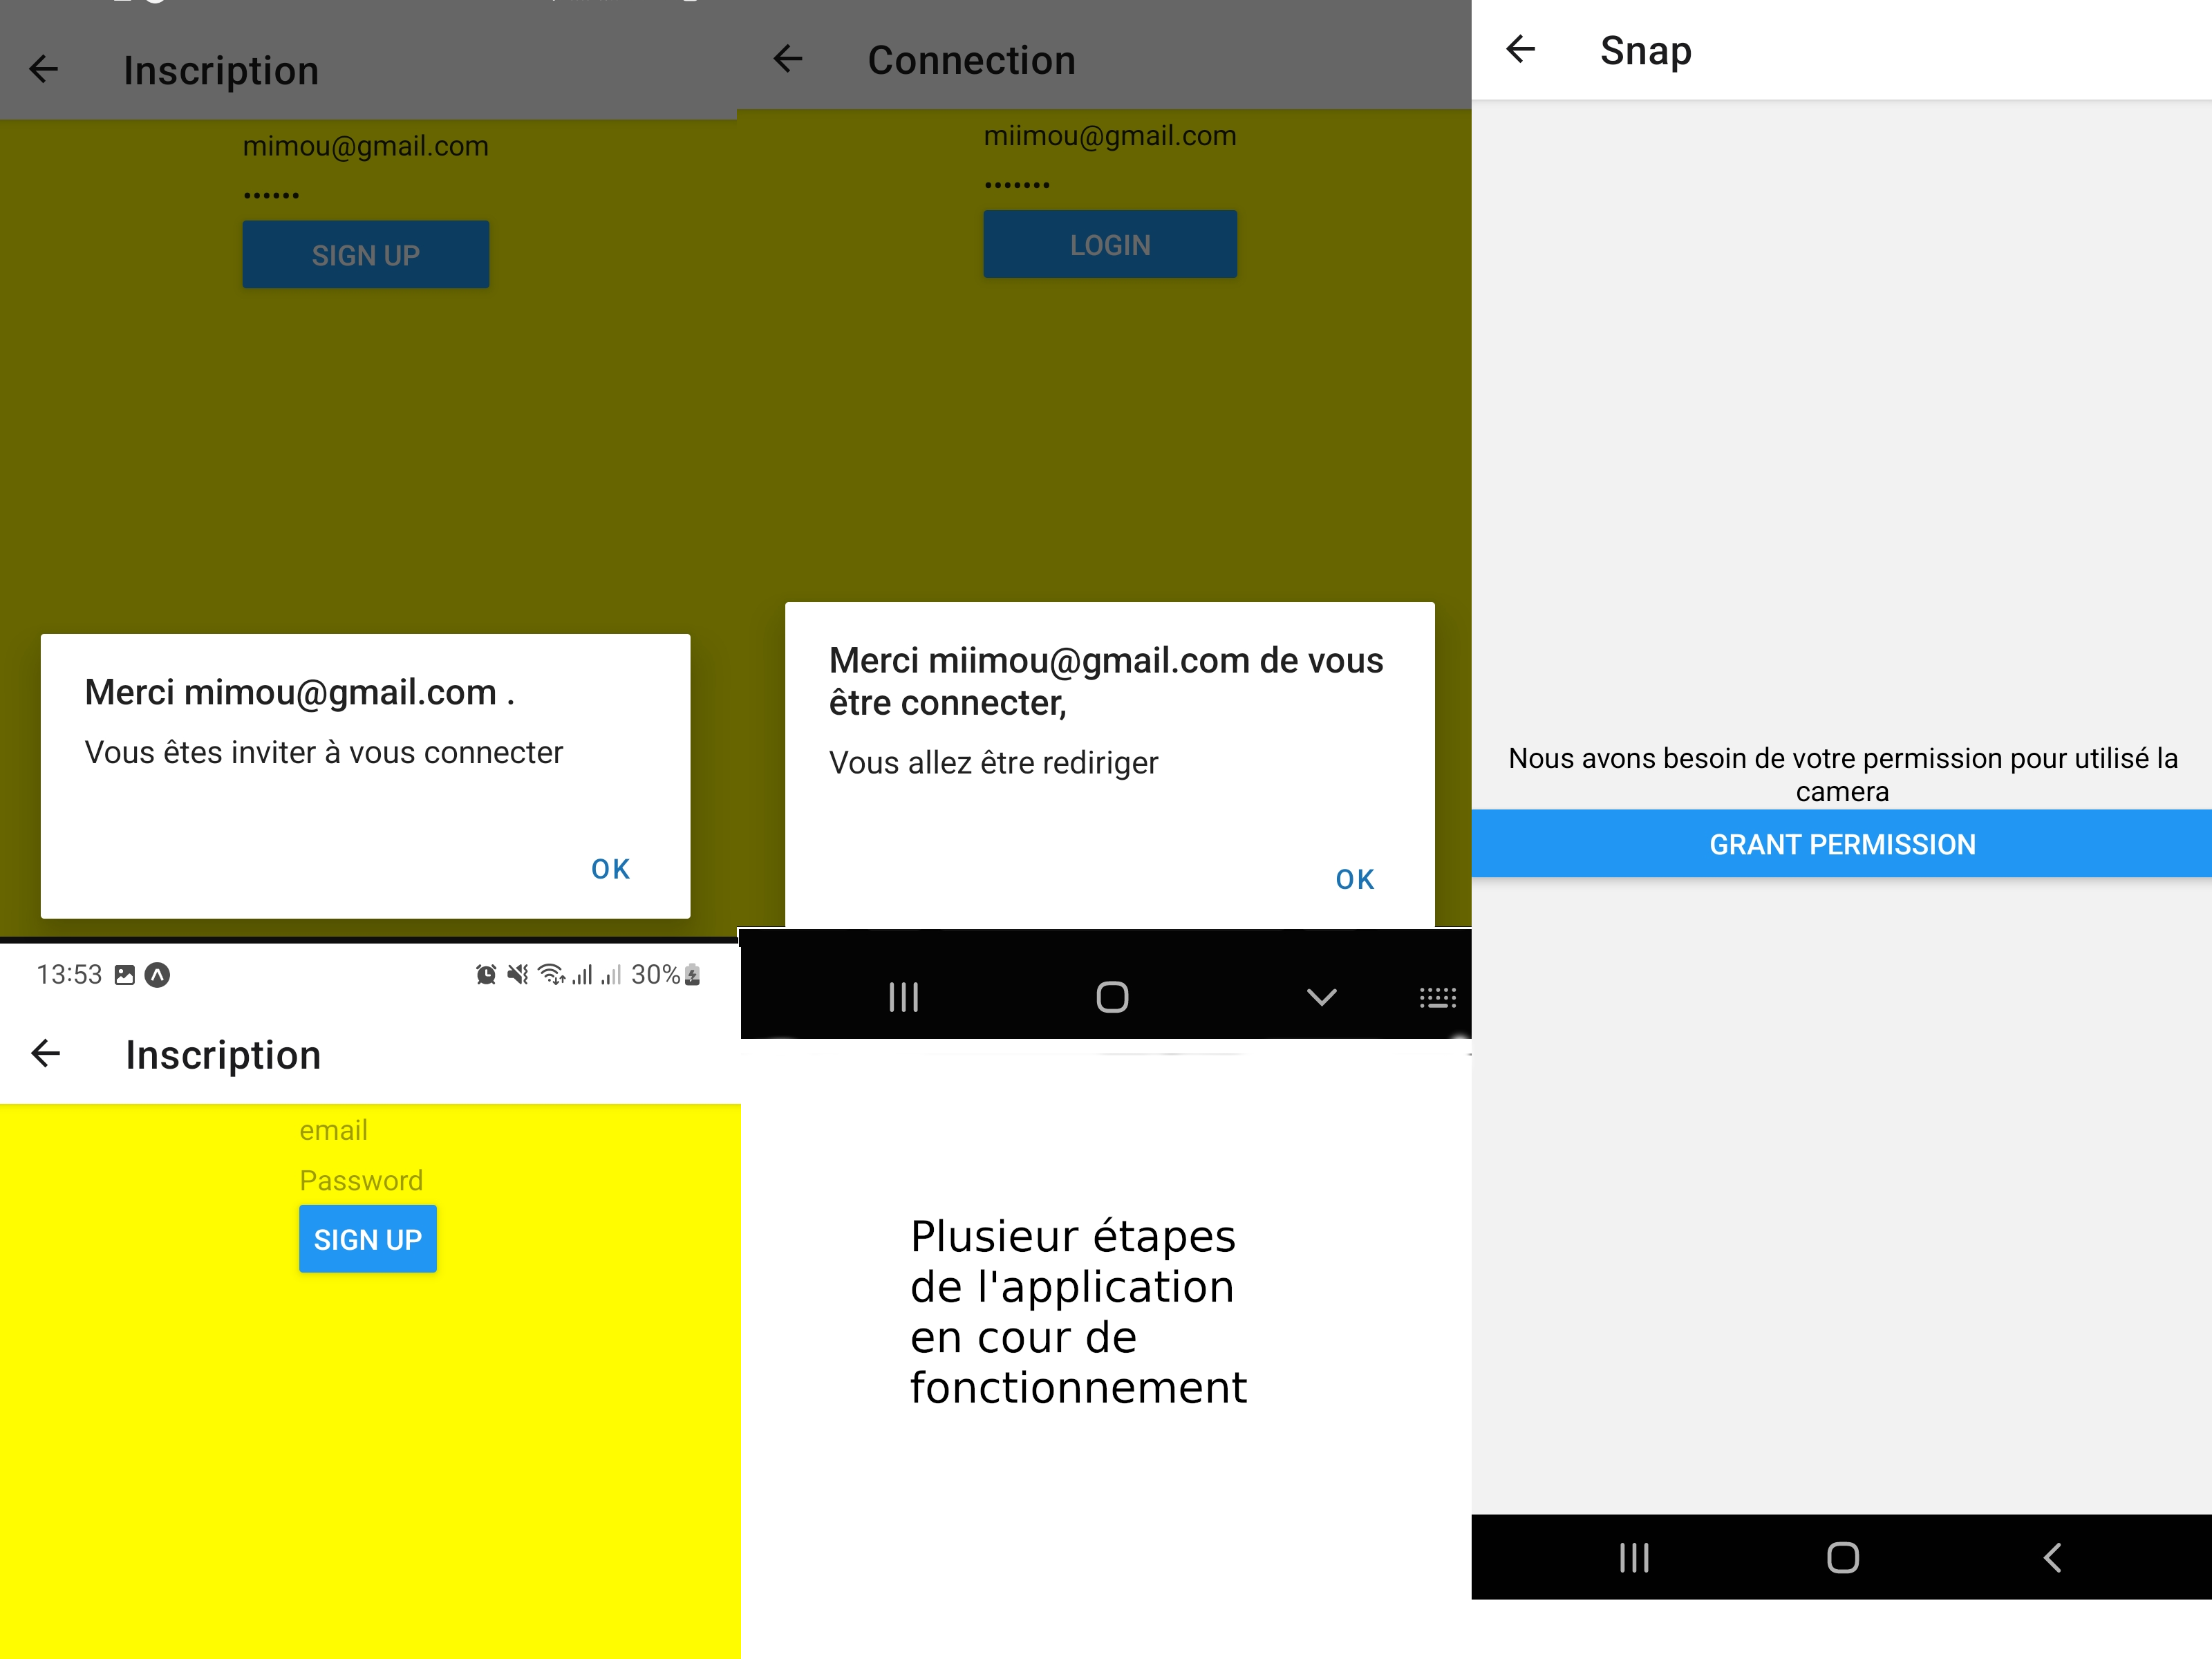 Inscription
mimou@gmail.com
••••••
SIGN UP
Merci mimou@gmail.com .
Vous êtes inviter à vous connecter
OK
13:53
30%
Inscription
email
Password
SIGN UP
Connection
miimou@gmail.com
•••••••
LOGIN
Merci miimou@gmail.com de vous
être connecter,
Vous allez être rediriger
OK
Plusieur étapes
de l'application
en cour de
fonctionnement
Snap
Nous avons besoin de votre permission pour utilisé la
camera
GRANT PERMISSION